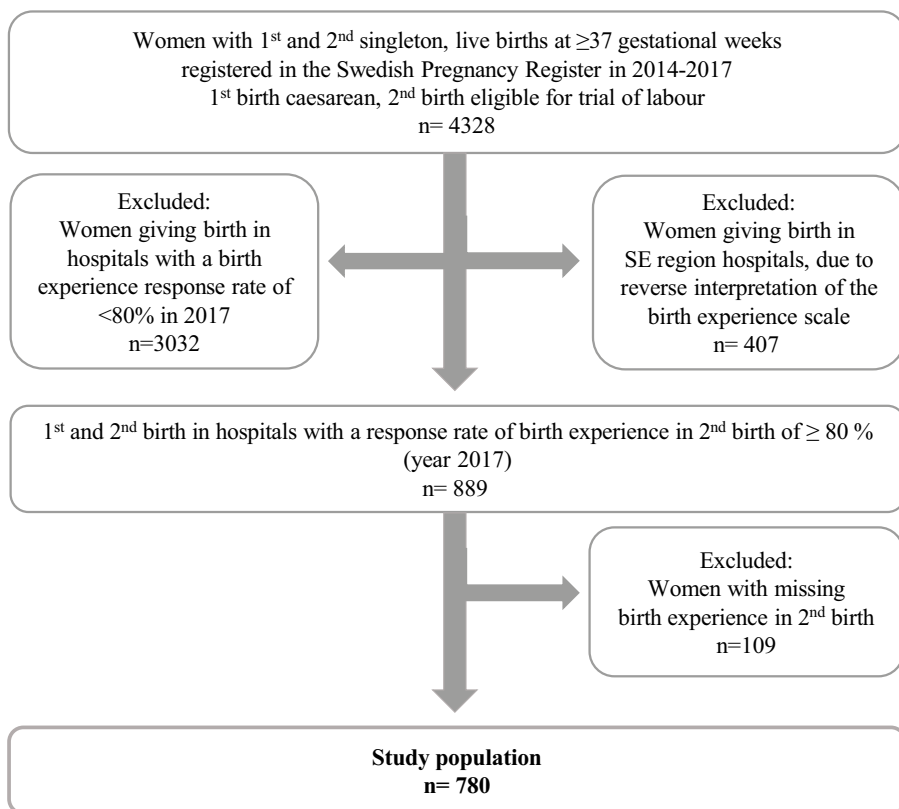 Women with 1st and 2nd singleton, live births at ≥37 gestational weeks
registered in the Swedish Pregnancy Register in 2014-2017
1st birth caesarean, 2nd birth eligible for trial of labour
n= 4328
Excluded:
Women giving birth in
hospitals with a birth
experience response rate of
<80% in 2017
n=3032
Excluded:
Women giving birth in
SE region hospitals, due to
reverse interpretation of the
birth experience scale
n= 407
1st and 2nd birth in hospitals with a response rate of birth experience in 2nd birth of ≥ 80 %
(year 2017)
n= 889
Excluded:
Women with missing
birth experience in 2nd birth
n=109
Study population
n= 780